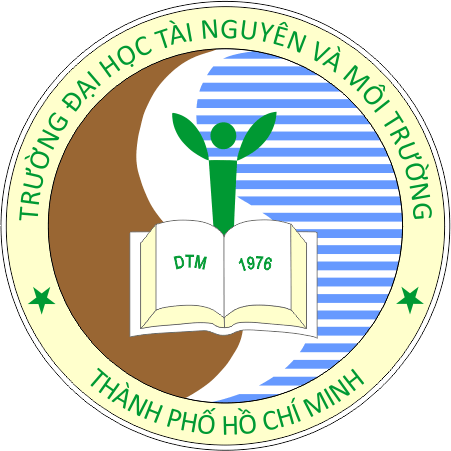 TRƯỜNG ĐẠI HỌC TÀI NGUYÊN VÀ MÔI TRƯỜNG
DTM
1976
THÀNH PHỐ HỒ CHÍ MINH